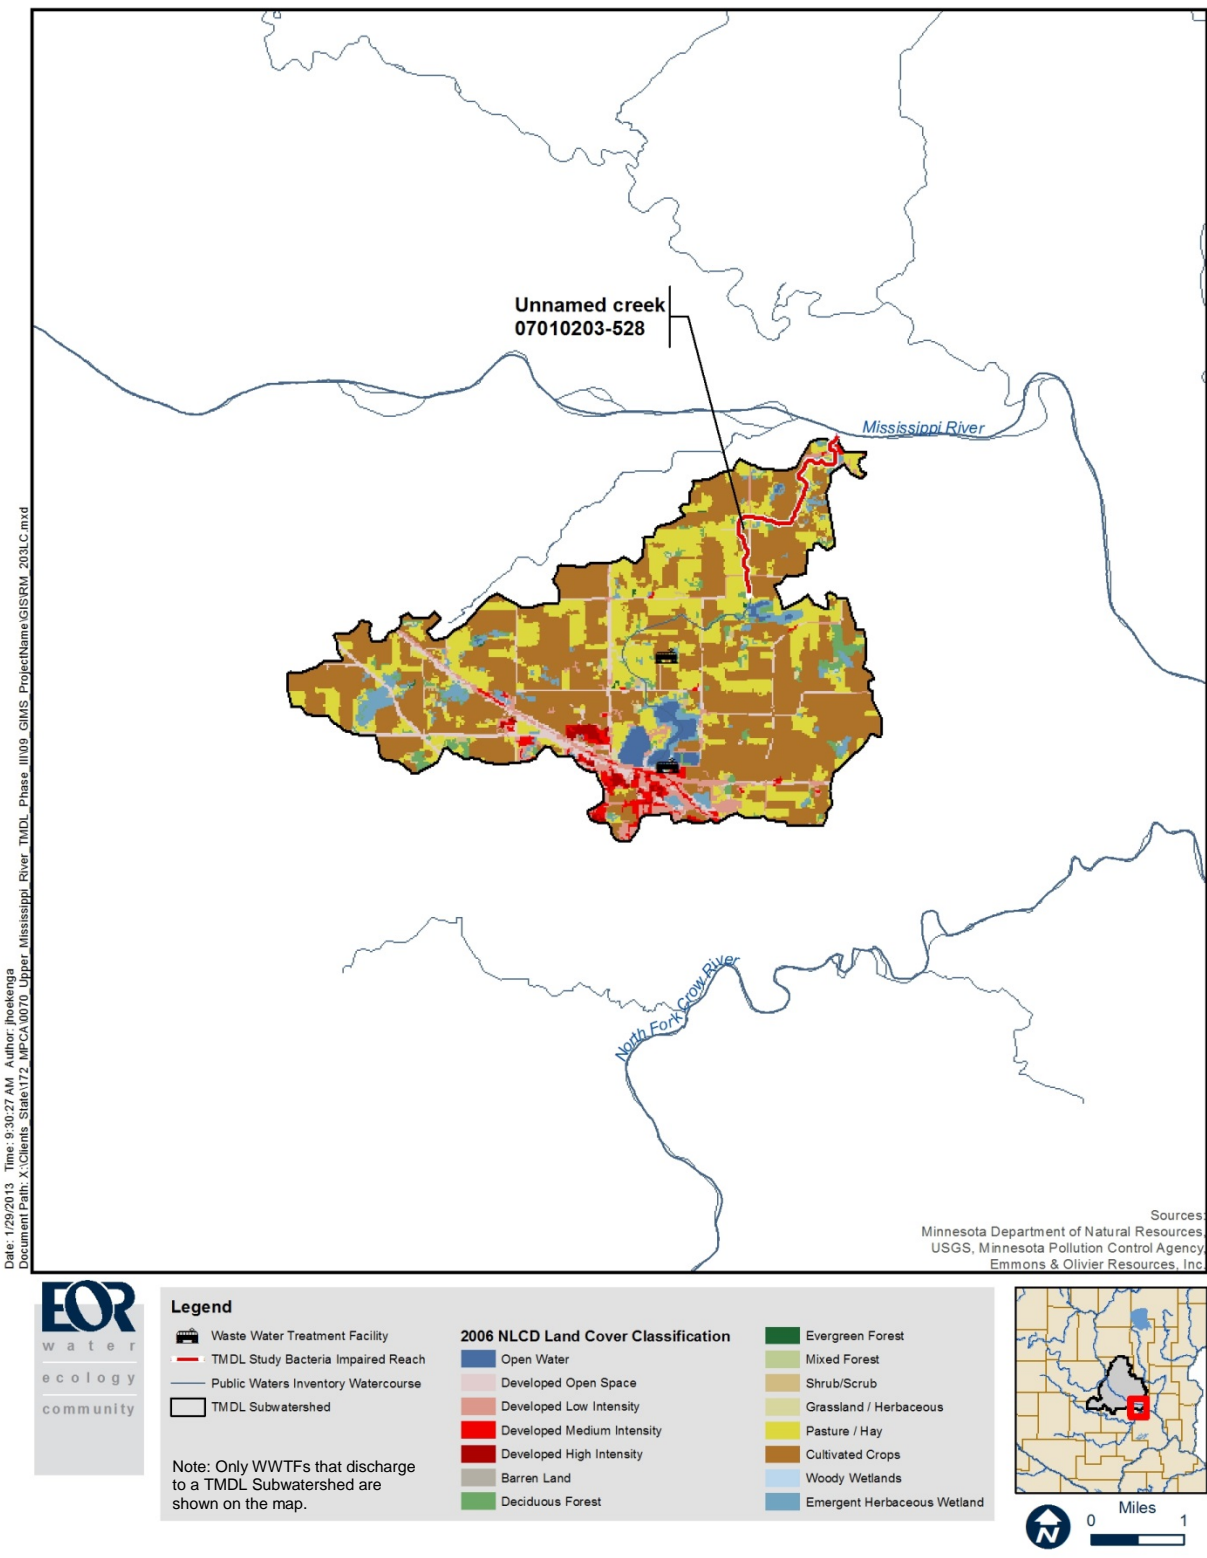 Unnamed creek
07010203-528
Mississippi River
North Fork Crow River
Sources:
Minnesota Department of Natural Resources,
USGS, Minnesota Pollution Control Agency,
Emmons & Olivier Resources, Inc.
Date: 1/29/2013 Time: 9:30:27 AM Author: jhoekenga
Document Path: X:\Clients_State\172_MPCA\0070_Upper_Mississippi_River_TMDL_Phase_III\09_GIMS_ProjectName\GIS\RM_203LC.mxd
EOR
water
ecology
community
Legend
Waste Water Treatment Facility
TMDL Study Bacteria Impaired Reach
Public Waters Inventory Watercourse
TMDL Subwatershed
Note: Only WWTFs that discharge
to a TMDL Subwatershed are
shown on the map.
2006 NLCD Land Cover Classification
Open Water
Developed Open Space
Developed Low Intensity
Developed Medium Intensity
Developed High Intensity
Barren Land
Deciduous Forest
Evergreen Forest
Mixed Forest
Shrub/Scrub
Grassland / Herbaceous
Pasture / Hay
Cultivated Crops
Woody Wetlands
Emergent Herbaceous Wetland
N
Miles
0 1